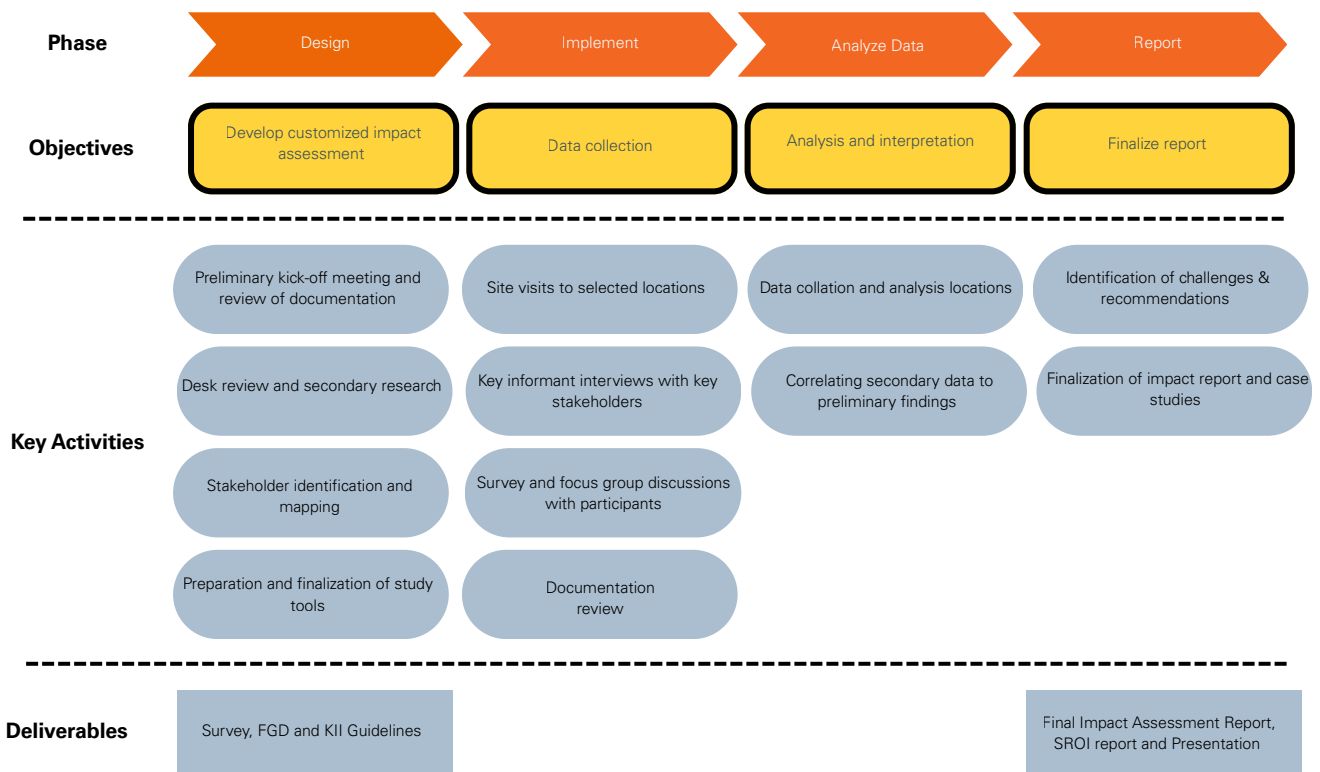 Phase
Design
Implement
Analyze Data
Report
Objectives
Develop customized impact
assessment
Data collection
Analysis and interpretation
Finalize report
Key Activities
Preliminary kick-off meeting and
review of documentation
Site visits to selected locations
Data collation and analysis locations
Identification of challenges &
recommendations
Desk review and secondary research
Key informant interviews with key
stakeholders
Correlating secondary data to
preliminary findings
Finalization of impact report and case
studies
Stakeholder identification and
mapping
Survey and focus group discussions
with participants
Preparation and finalization of study
tools
Documentation
review
Deliverables
Survey, FGD and KII Guidelines
Final Impact Assessment Report,
SROI report and Presentation